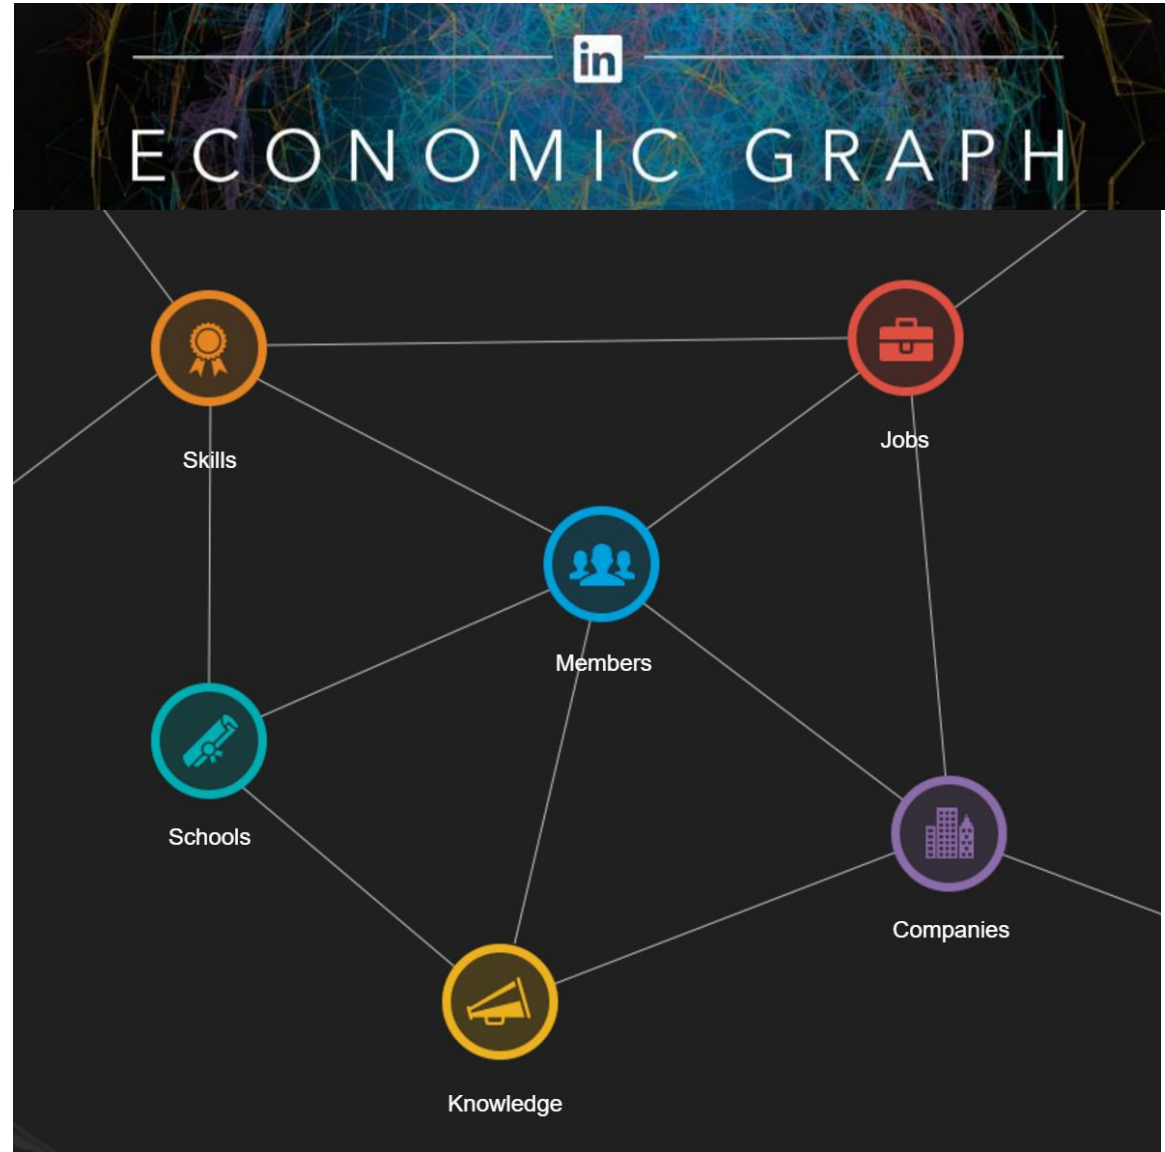 in
ECONOMIC GRAPH
Skills
Jobs
Members
Schools
Companies
Knowledge